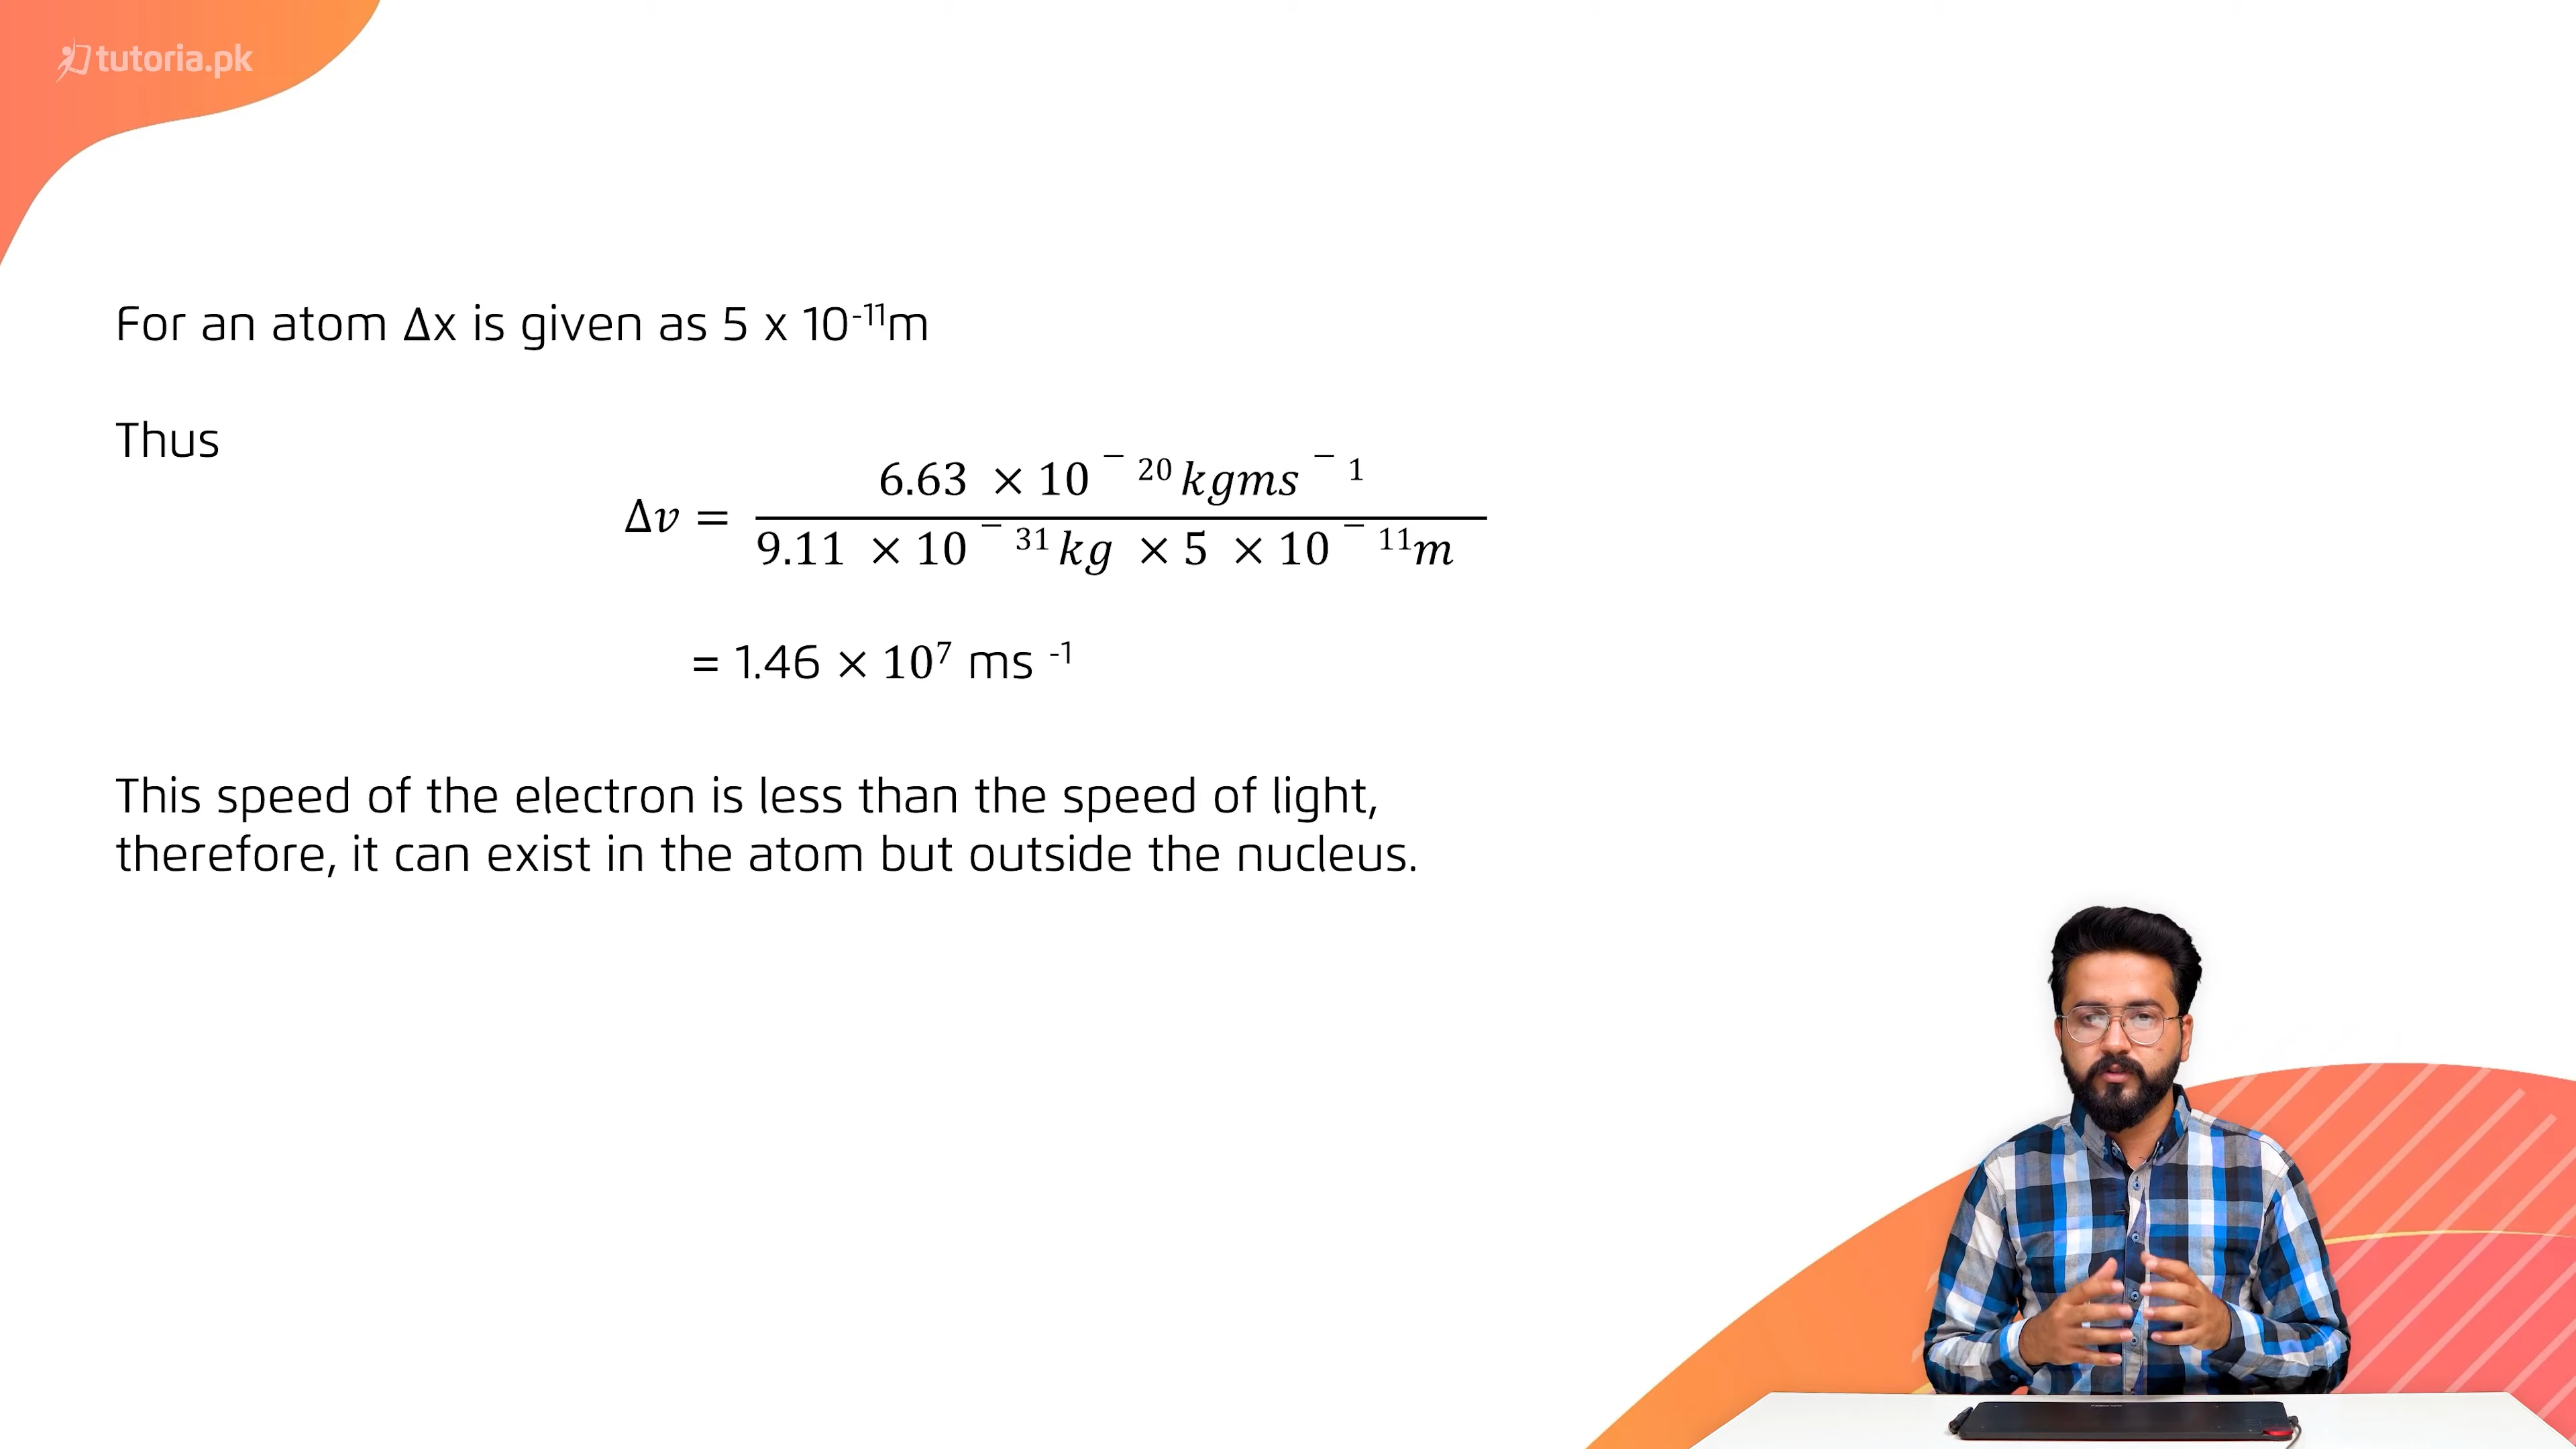 tutoria.pk
For an atom Δx is given as 5 x 10⁻¹¹m
Thus
Δv = (6.63 × 10⁻²⁰ kgms⁻¹) / (9.11 × 10⁻³¹ kg × 5 × 10⁻¹¹m)
= 1.46 × 10⁷ ms ⁻¹
This speed of the electron is less than the speed of light,
therefore, it can exist in the atom but outside the nucleus.